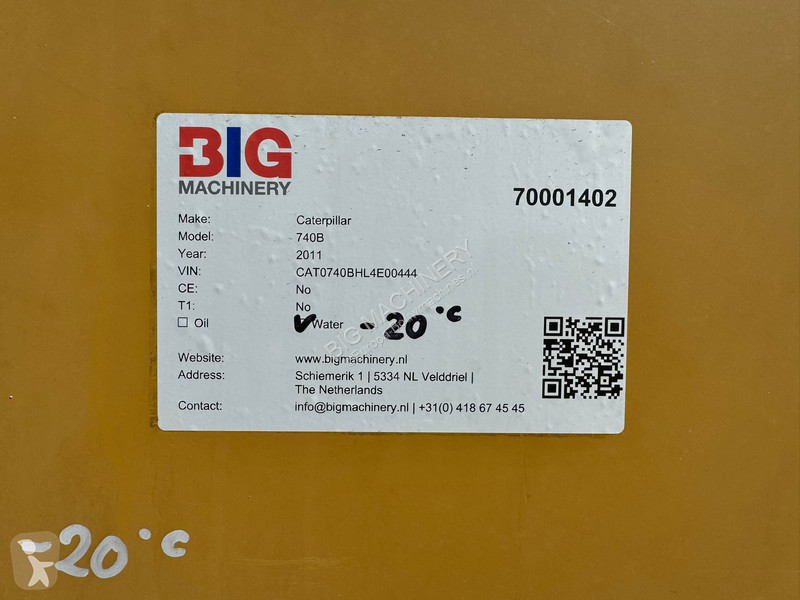 BIG
MACHINERY
70001402
Make: Caterpillar
Model: 740B
Year: 2011
VIN: CAT0740BHL4E00444
CE: No
T1: No
☐ Oil ✓ Water -20°C
Website: www.bigmachinery.nl
Address: Schiemerik 1 | 5334 NL Velddriel |
The Netherlands
Contact: info@bigmachinery.nl | +31(0) 418 67 45 45
BIG MACHINERY
-20°C